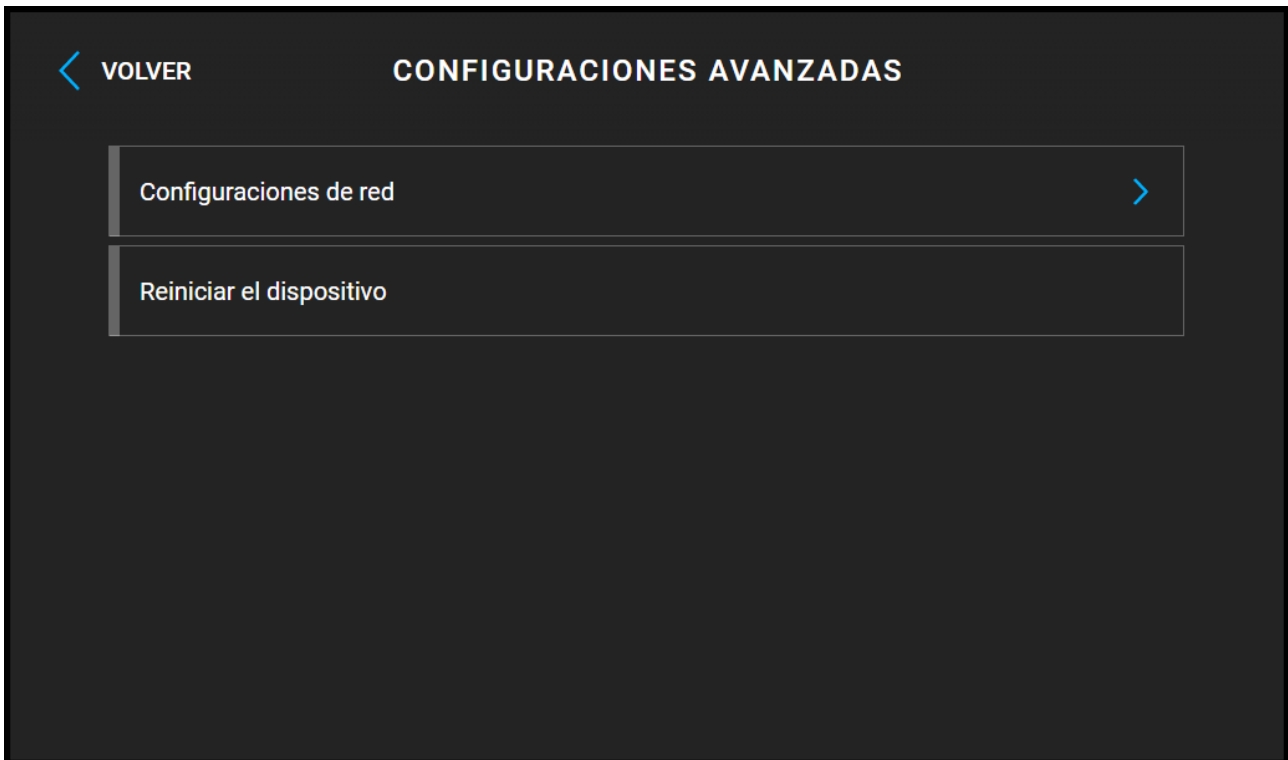 VOLVER
CONFIGURACIONES AVANZADAS
Configuraciones de red
Reiniciar el dispositivo